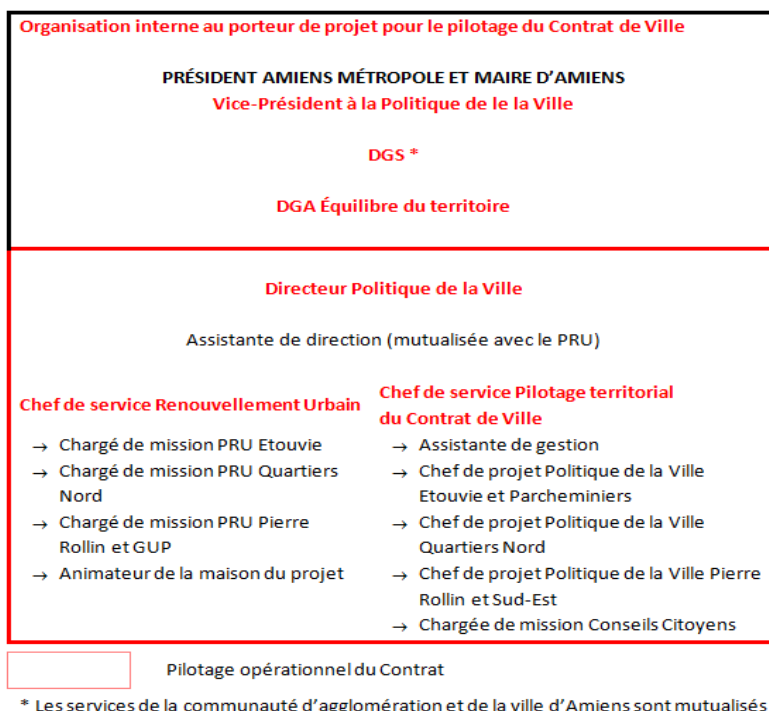 Organisation interne au porteur de projet pour le pilotage du Contrat de Ville
PRÉSIDENT AMIENS MÉTROPOLE ET MAIRE D’AMIENS
Vice-Président à la Politique de le la Ville
DGS *
DGA Équilibre du territoire
Directeur Politique de la Ville
Assistante de direction (mutualisée avec le PRU)
Chef de service Renouvellement Urbain
→ Chargé de mission PRU Etouvie
→ Chargé de mission PRU Quartiers
Nord
→ Chargé de mission PRU Pierre
Rollin et GUP
→ Animateur de la maison du projet
Chef de service Pilotage territorial
du Contrat de Ville
→ Assistante de gestion
→ Chef de projet Politique de la Ville
Etouvie et Parcheminiers
→ Chef de projet Politique de la Ville
Quartiers Nord
→ Chef de projet Politique de la Ville Pierre
Rollin et Sud-Est
→ Chargée de mission Conseils Citoyens
Pilotage opérationnel du Contrat
* Les services de la communauté d’agglomération et de la ville d’Amiens sont mutualisés